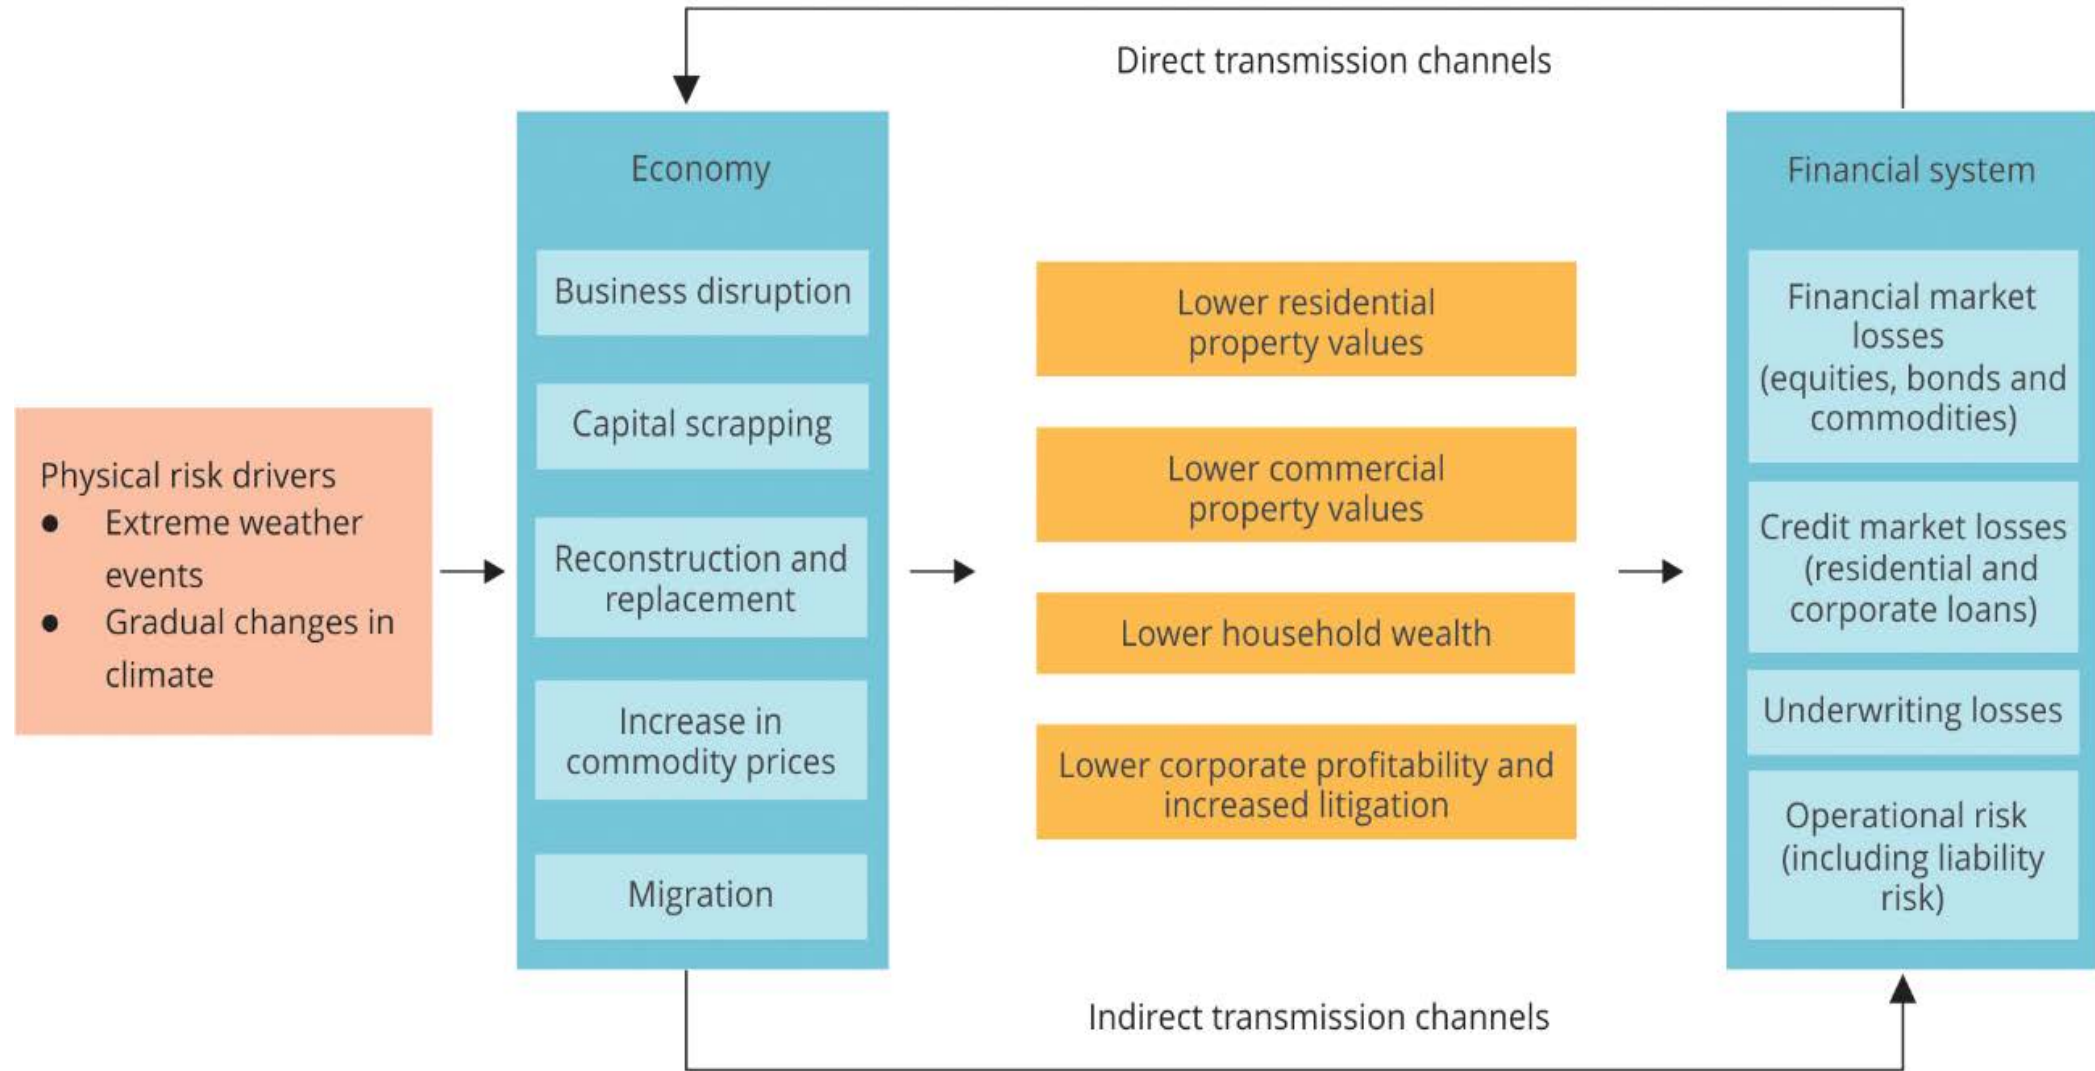 Direct transmission channels
Physical risk drivers
● Extreme weather
events
● Gradual changes in
climate
Economy
Business disruption
Capital scrapping
Reconstruction and
replacement
Increase in
commodity prices
Migration
Lower residential
property values
Lower commercial
property values
Lower household wealth
Lower corporate profitability and
increased litigation
Financial system
Financial market
losses
(equities, bonds and
commodities)
Credit market losses
(residential and
corporate loans)
Underwriting losses
Operational risk
(including liability
risk)
Indirect transmission channels